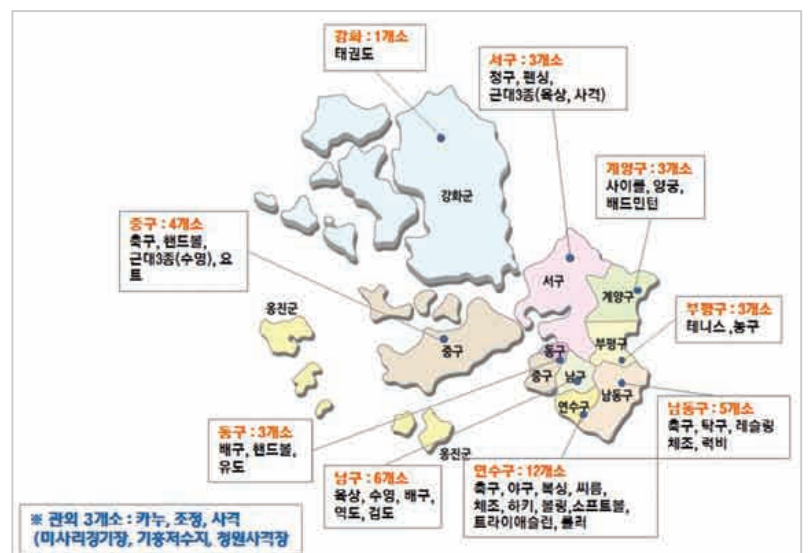 강화 : 1개소
태권도
서구 : 3개소
정구, 펜싱,
근대3종(육상, 사격)
계양구 : 3개소
사이클, 양궁,
배드민턴
중구 : 4개소
축구, 핸드볼,
근대3종(수영), 요
트
강화군
서구
계양구
옹진군
중구
동구
부평구
중구
남구
남동구
연수구
옹진군
부평구 : 3개소
테니스 ,농구
동구 : 3개소
배구, 핸드볼,
유도
남구 : 6개소
육상, 수영, 배구,
역도, 검도
연수구 : 12개소
축구, 야구, 복싱, 씨름,
체조, 하키, 볼링,소프트볼,
트라이애슬런, 롤러
남동구 : 5개소
축구, 탁구, 레슬링
체조, 럭비
※ 관외 3개소 : 카누, 조정, 사격
(미사리경기장, 기흥저수지, 청원사격장